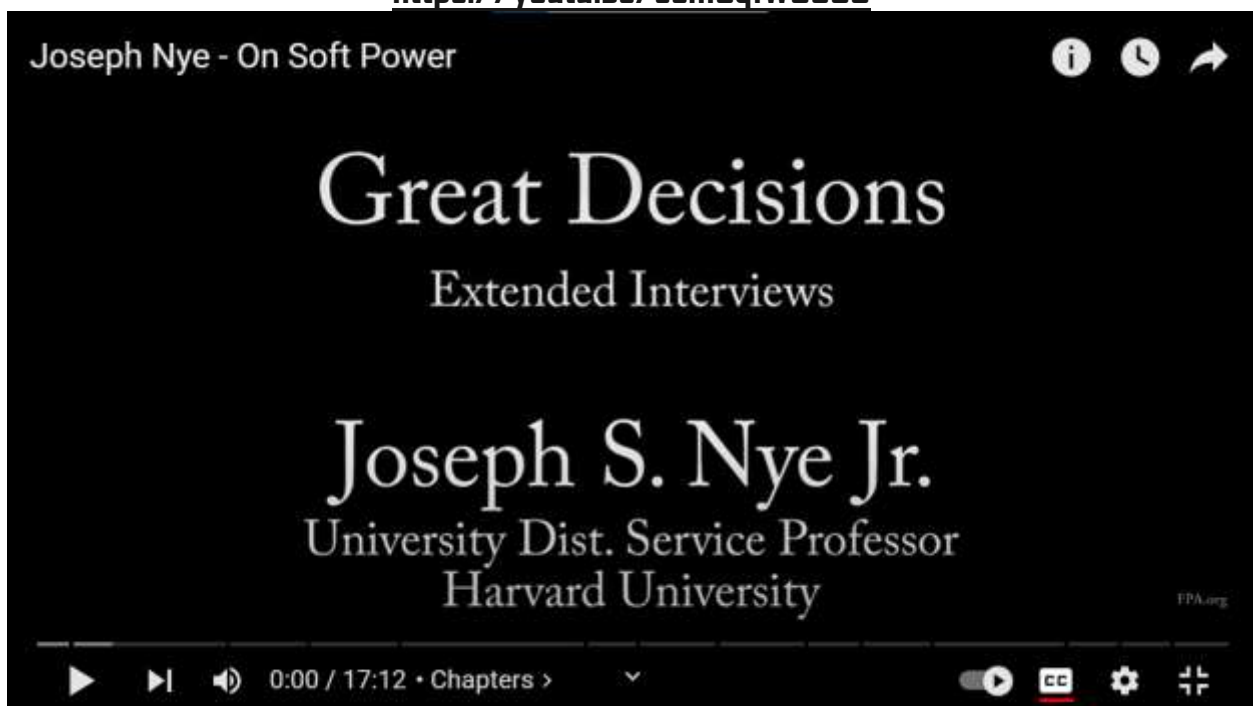 Joseph Nye - On Soft Power
Great Decisions
Extended Interviews
Joseph S. Nye Jr.
University Dist. Service Professor
Harvard University
FPA.org
0:00 / 17:12 • Chapters >
CC